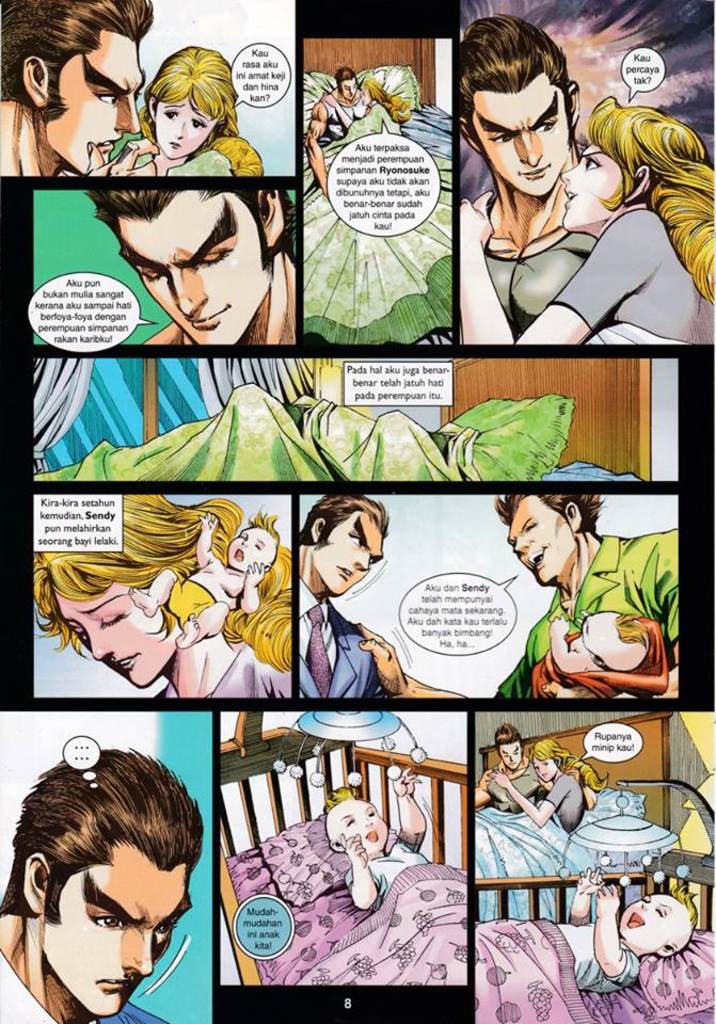 Kau
rasa aku
ini amat keji
dan hina
kan?
Aku terpaksa
menjadi perempuan
simpanan Ryonosuke
supaya aku tidak akan
dibunuhnya tetapi, aku
benar-benar sudah
jatuh cinta pada
kau!
Kau
percaya
tak?
Aku pun
bukan mulia sangat
kerana aku sampai hati
berfoya-foya dengan
perempuan simpanan
rakan karibku!
Pada hal aku juga benar-
benar telah jatuh hati
pada perempuan itu.
Kira-kira setahun
kemudian, Sendy
pun melahirkan
seorang bayi lelaki.
Aku dan Sendy
telah mempunyai
cahaya mata sekarang.
Aku dah kata kau terlalu
banyak bimbang!
Ha, ha...
...
...
Mudah-
mudahan
ini anak
kita!
Rupanya
minip kau!
8